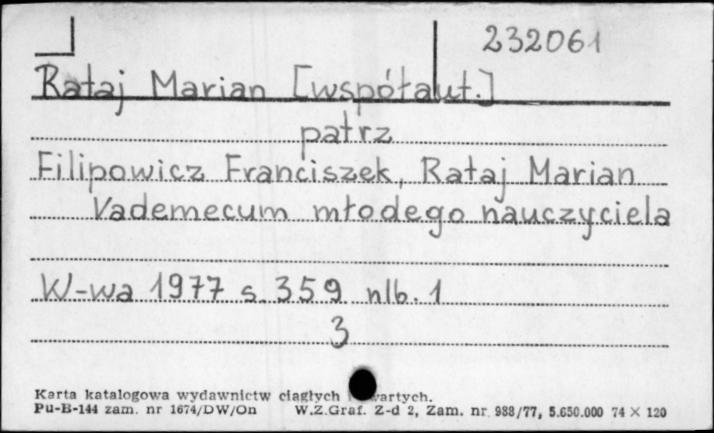 232061
Rataj Marian [współaut.]
patrz
Filipowicz Franciszek, Rataj Marian
Vademecum młodego nauczyciela
W-wa 1977 s. 359 nlb. 1
3
Karta katalogowa wydawnictw ciągłych
Pu-B-144 zam. nr 1674/DW/On W.Z.Graf. Z-d 2, Zam. nr 988/77, 5.650.000 74 × 120